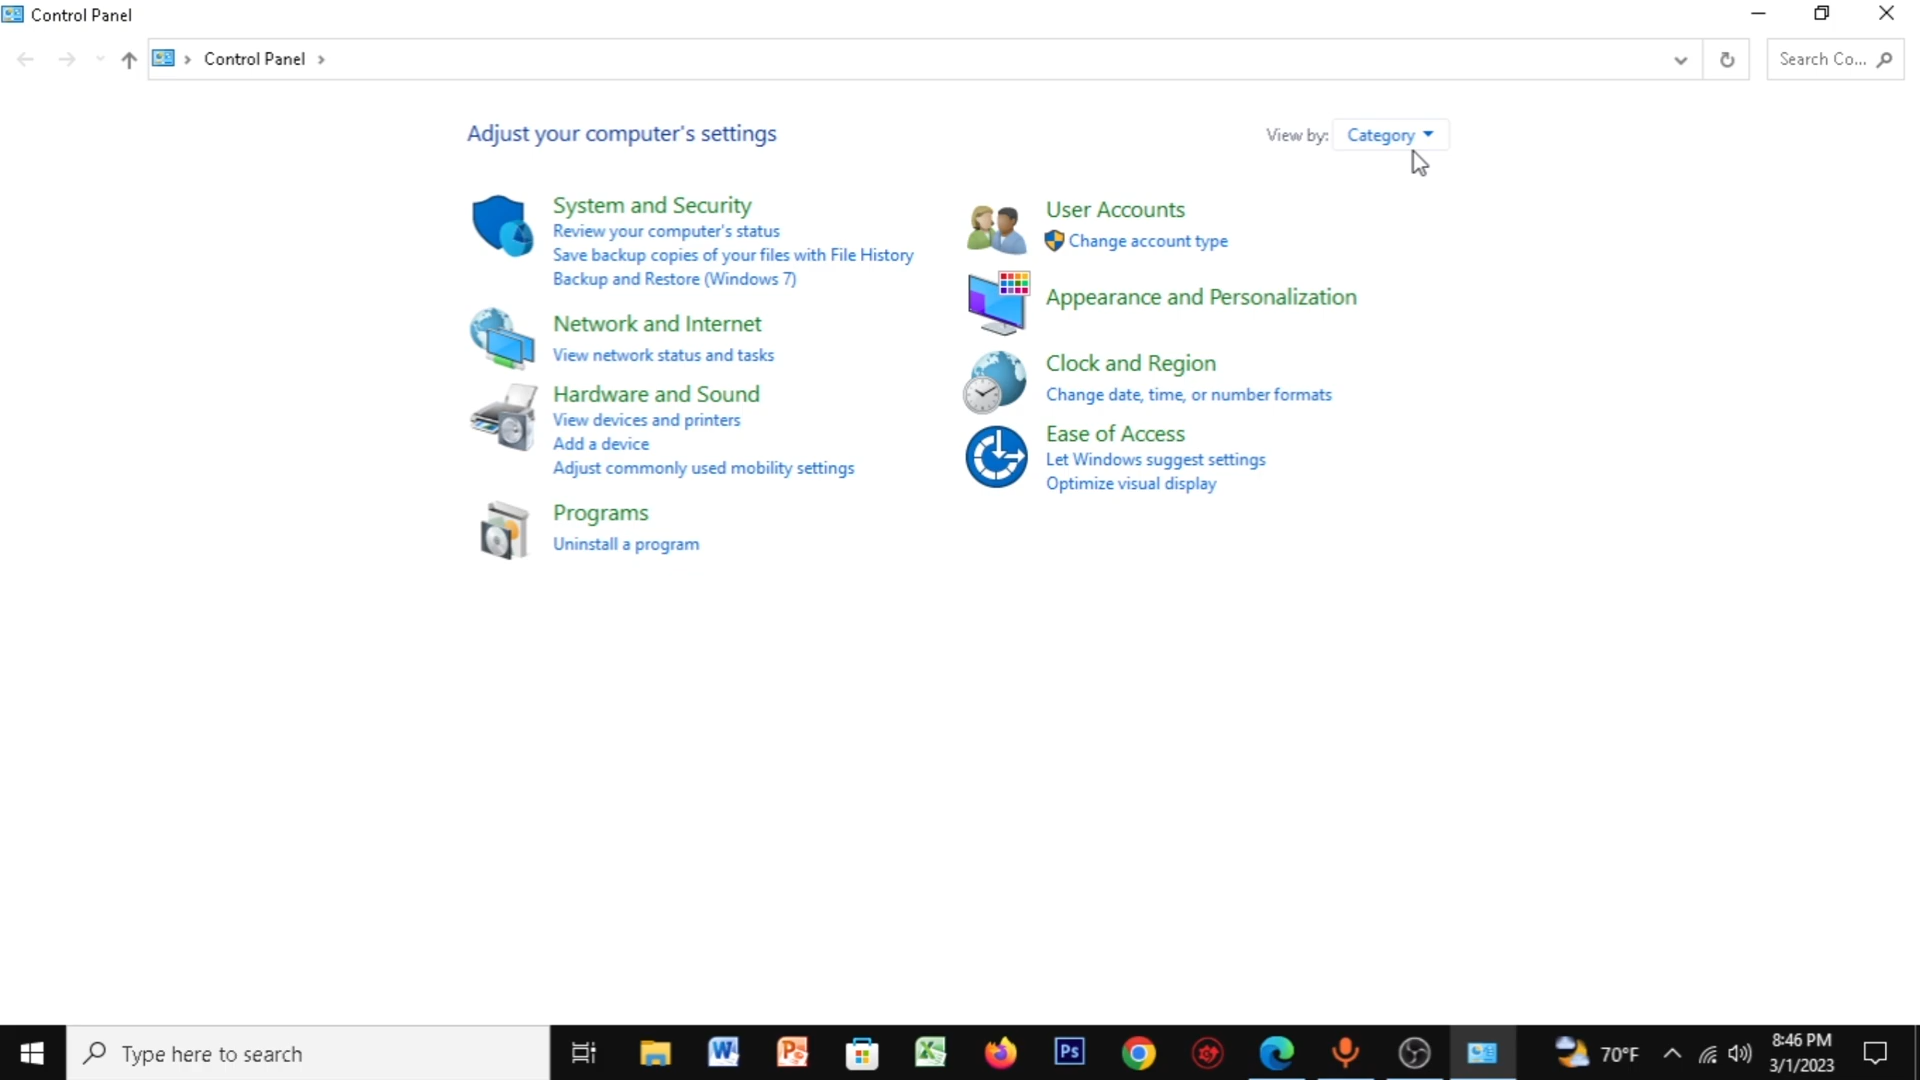 Control Panel
Control Panel
Search Co...
Adjust your computer's settings
View by: Category
System and Security
Review your computer's status
Save backup copies of your files with File History
Backup and Restore (Windows 7)
Network and Internet
View network status and tasks
Hardware and Sound
View devices and printers
Add a device
Adjust commonly used mobility settings
Programs
Uninstall a program
User Accounts
Change account type
Appearance and Personalization
Clock and Region
Change date, time, or number formats
Ease of Access
Let Windows suggest settings
Optimize visual display
Type here to search
Ps
70°F
8:46 PM
3/1/2023